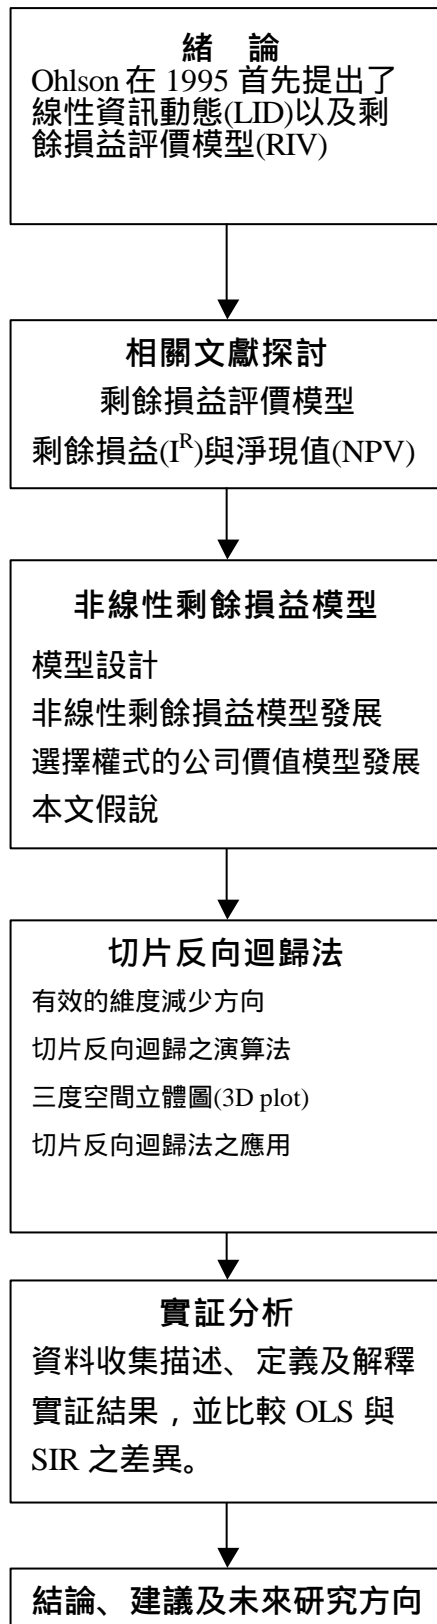 緒　論
Ohlson 在 1995 首先提出了
線性資訊動態(LID)以及剩
餘損益評價模型(RIV)
相關文獻探討
剩餘損益評價模型
剩餘損益(I^R)與淨現值(NPV)
非線性剩餘損益模型
模型設計
非線性剩餘損益模型發展
選擇權式的公司價值模型發展
本文假說
切片反向迴歸法
有效的維度減少方向
切片反向迴歸之演算法
三度空間立體圖(3D plot)
切片反向迴歸法之應用
實証分析
資料收集描述、定義及解釋
實証結果，並比較 OLS 與
SIR 之差異。
結論、建議及未來研究方向